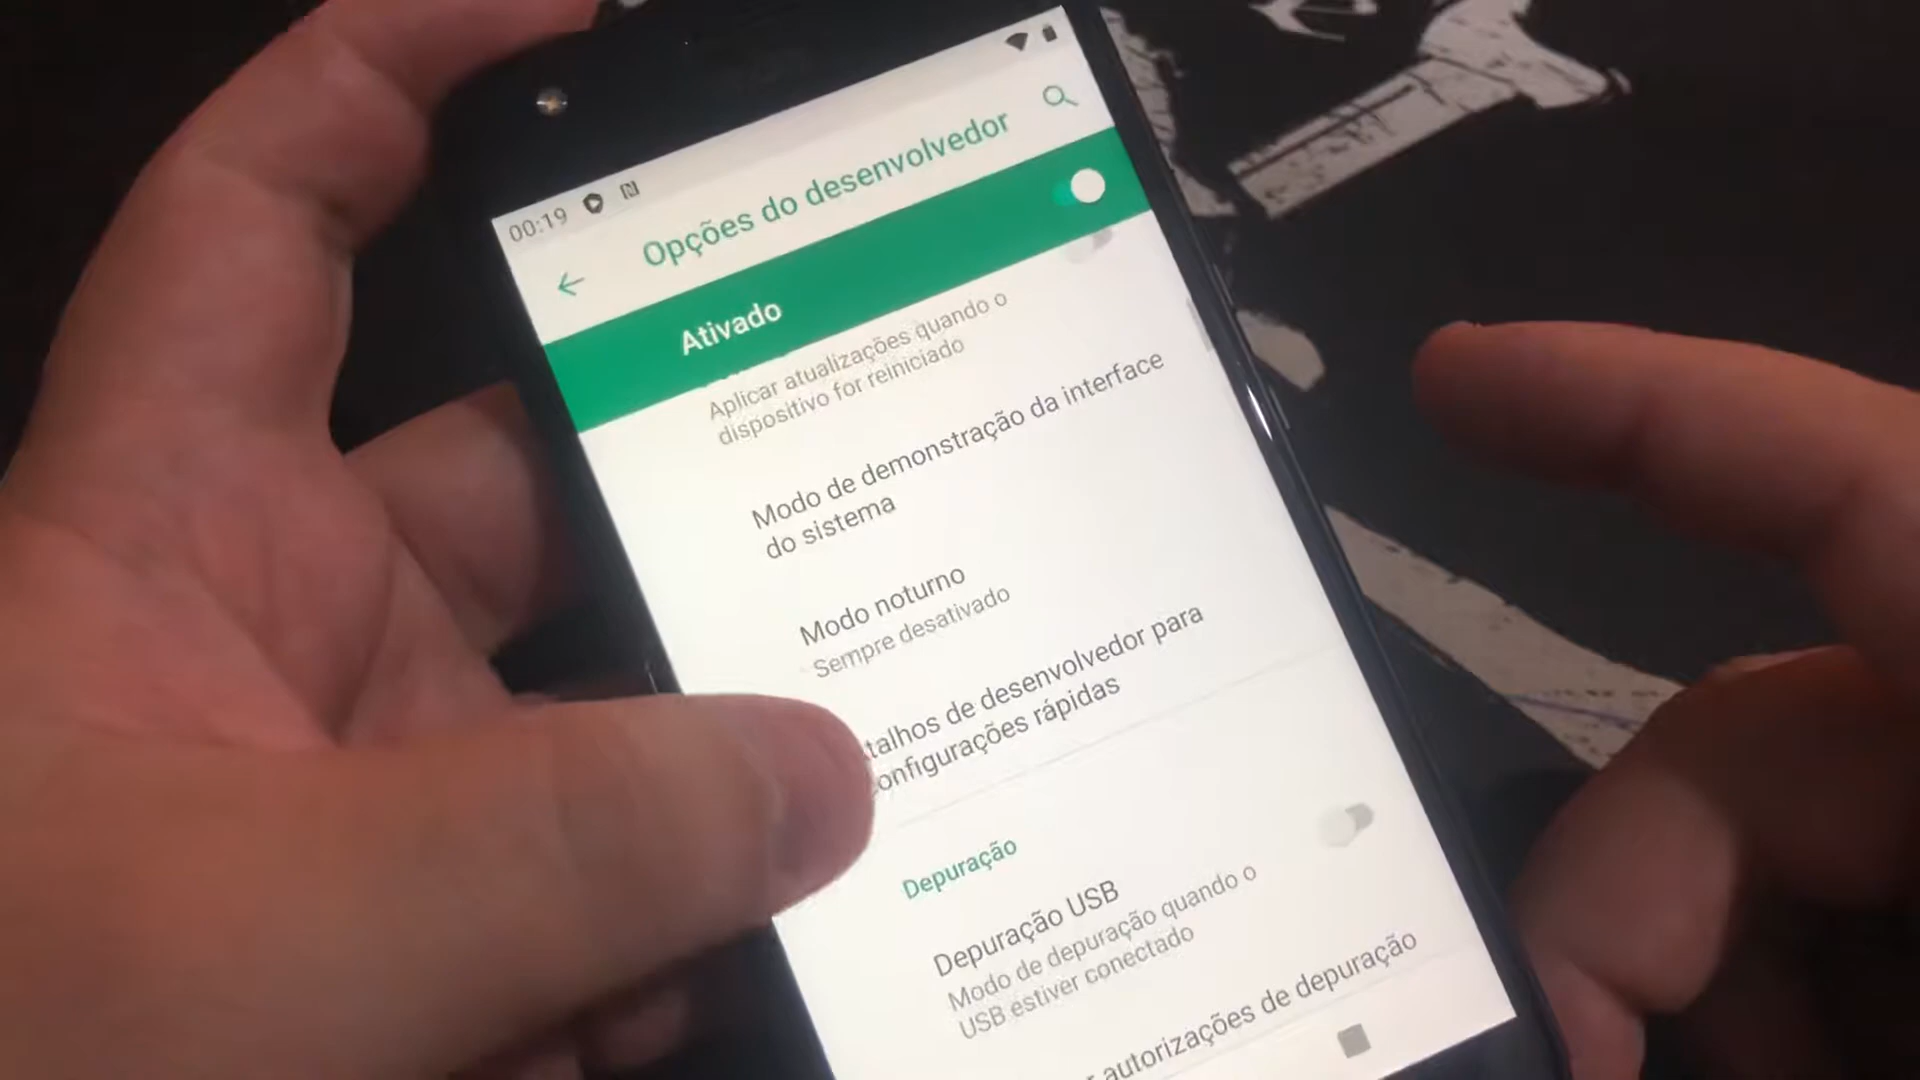 00:19
Opções do desenvolvedor
Ativado
Aplicar atualizações quando o
dispositivo for reiniciado
Modo de demonstração da interface
do sistema
Modo noturno
Sempre desativado
talhos de desenvolvedor para
onfigurações rápidas
Depuração
Depuração USB
Modo de depuração quando o
USB estiver conectado
autorizações de depuração